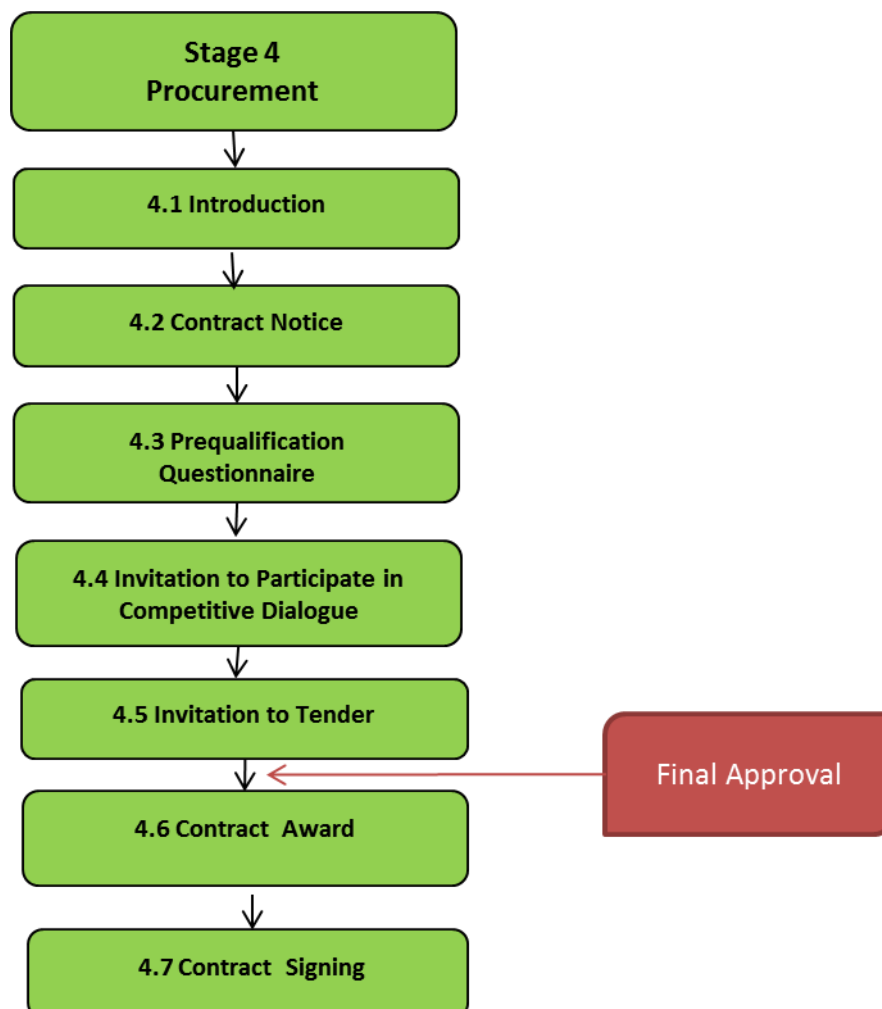 Stage 4
Procurement
4.1 Introduction
4.2 Contract Notice
4.3 Prequalification
Questionnaire
4.4 Invitation to Participate in
Competitive Dialogue
4.5 Invitation to Tender
Final Approval
4.6 Contract Award
4.7 Contract Signing